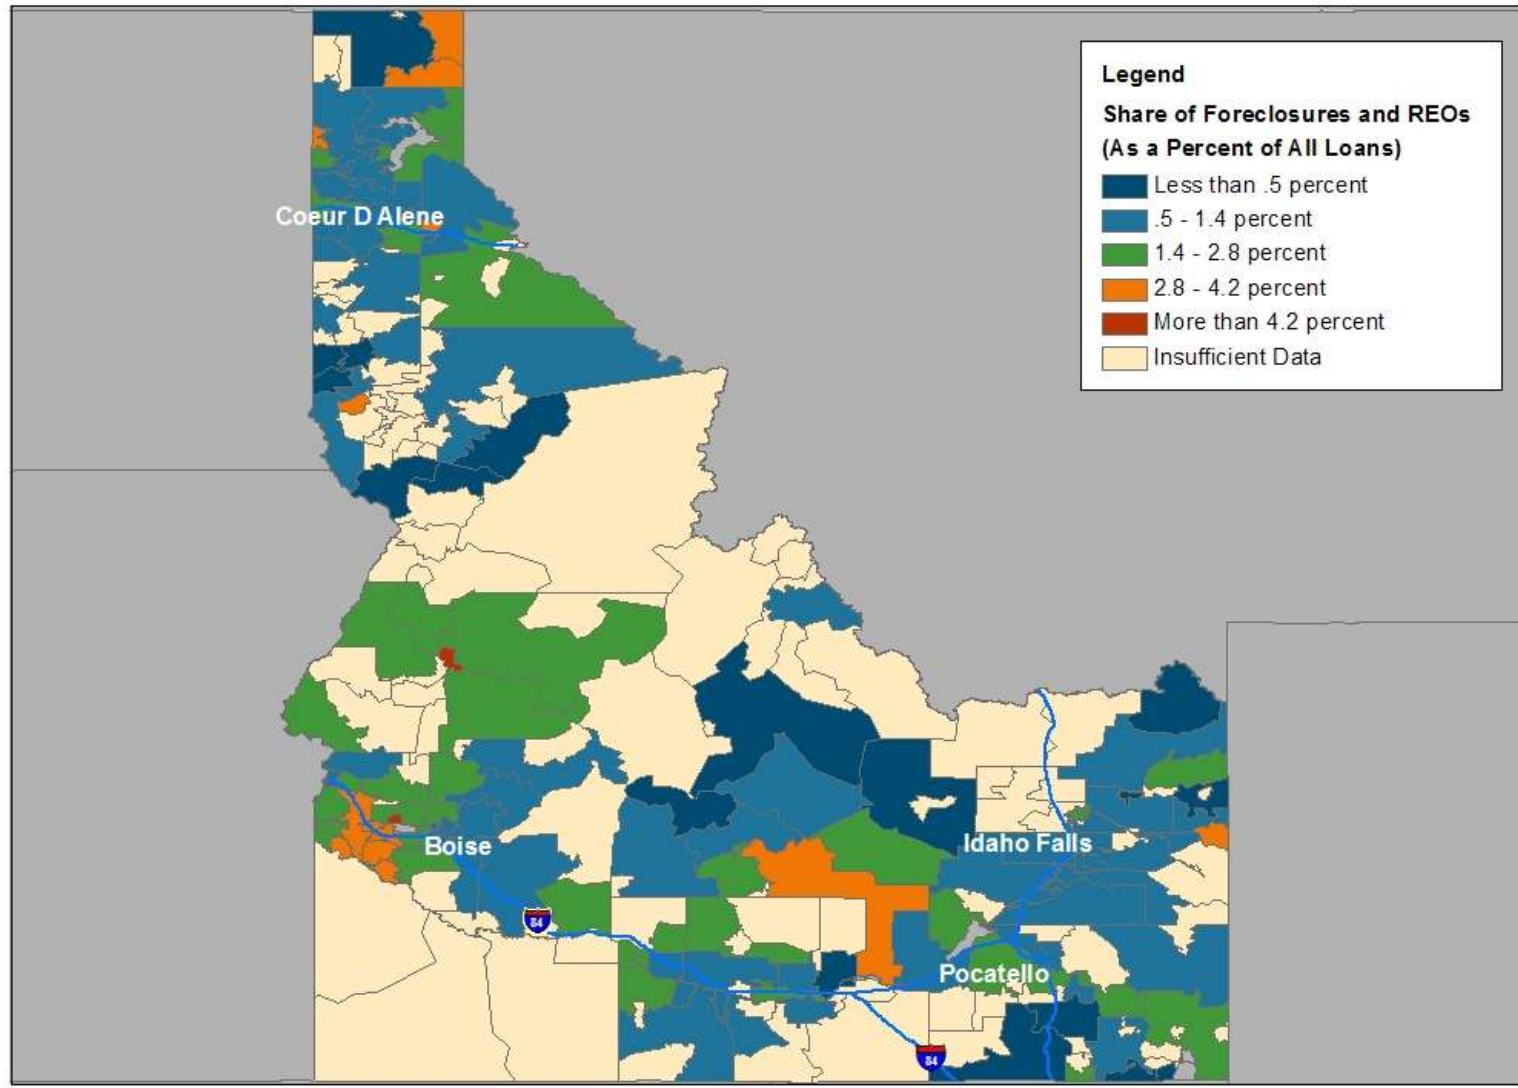 Legend
Share of Foreclosures and REOs
(As a Percent of All Loans)
Less than .5 percent
.5 - 1.4 percent
1.4 - 2.8 percent
2.8 - 4.2 percent
More than 4.2 percent
Insufficient Data
Coeur D Alene
Boise
Idaho Falls
84
Pocatello
84